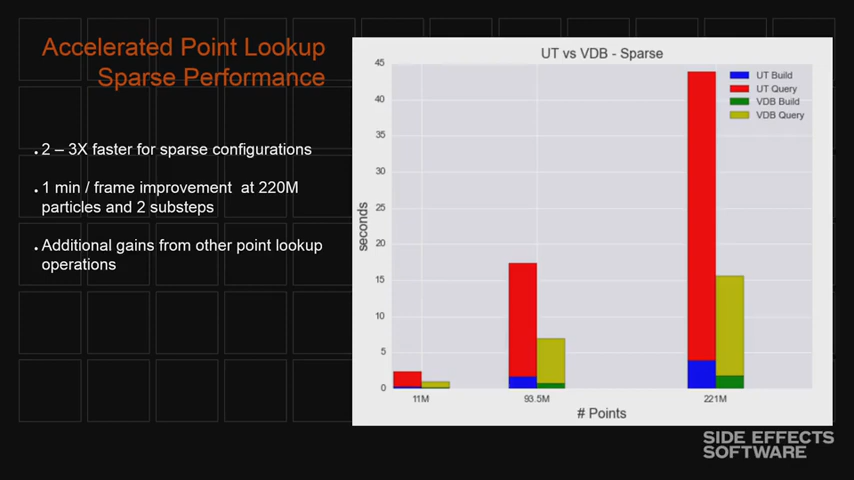 Accelerated Point Lookup
Sparse Performance
2 – 3X faster for sparse configurations
1 min / frame improvement at 220M
particles and 2 substeps
Additional gains from other point lookup
operations
UT vs VDB - Sparse
UT Build
UT Query
VDB Build
VDB Query
seconds
45
40
35
30
25
20
15
10
5
0
11M
93.5M
221M
# Points
SIDE EFFECTS
SOFTWARE